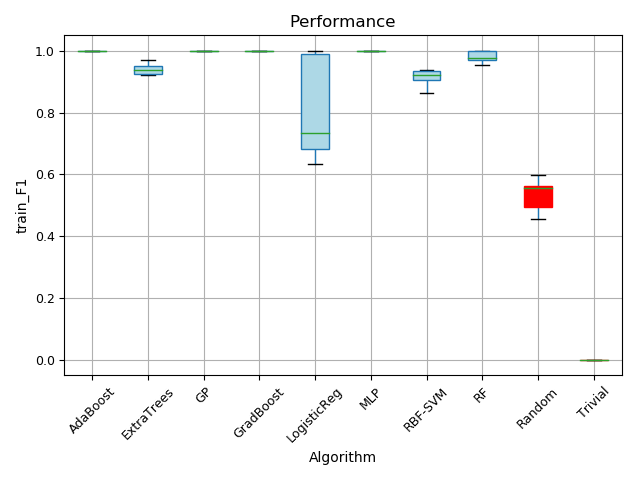 Performance
train_F1
1.0
0.8
0.6
0.4
0.2
0.0
AdaBoost
ExtraTrees
GP
GradBoost
LogisticReg
MLP
RBF-SVM
RF
Random
Trivial
Algorithm